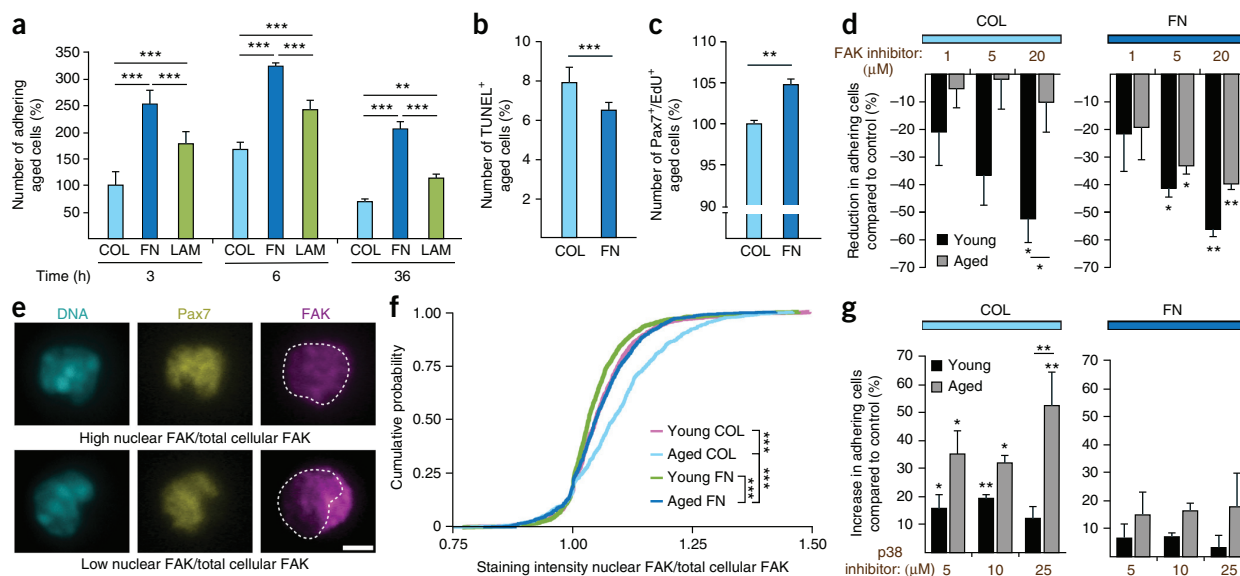 a
Number of adhering
aged cells (%)
350
300
250
200
150
100
50
*** *** ***
*** *** ***
** *** ***
COL FN LAM COL FN LAM COL FN LAM
Time (h) 3 6 36
b
Number of TUNEL+
aged cells (%)
10
8
6
4
2
***
COL FN
c
Number of Pax7+/EdU+
aged cells (%)
110
105
100
95
90
**
COL FN
d
COL FN
FAK inhibitor: 1 5 20 1 5 20
(μM)
Reduction in adhering cells
compared to control (%)
–10
–20
–30
–40
–50
–60
–70
Young
Aged
* *
–10
–20
–30
–40
–50
–60
–70
* * ** **
e
DNA Pax7 FAK
High nuclear FAK/total cellular FAK
Low nuclear FAK/total cellular FAK
f
Cumulative probability
1.00
0.75
0.50
0.25
0
0.75 1.00 1.25 1.50
Staining intensity nuclear FAK/total cellular FAK
Young COL
Aged COL
Young FN
Aged FN
*** *** ***
g
COL FN
Increase in adhering cells
compared to control (%)
70
60
50
40
30
20
10
Young
Aged
* * ** * ** **
70
60
50
40
30
20
10
p38
inhibitor: (μM) 5 10 25 5 10 25